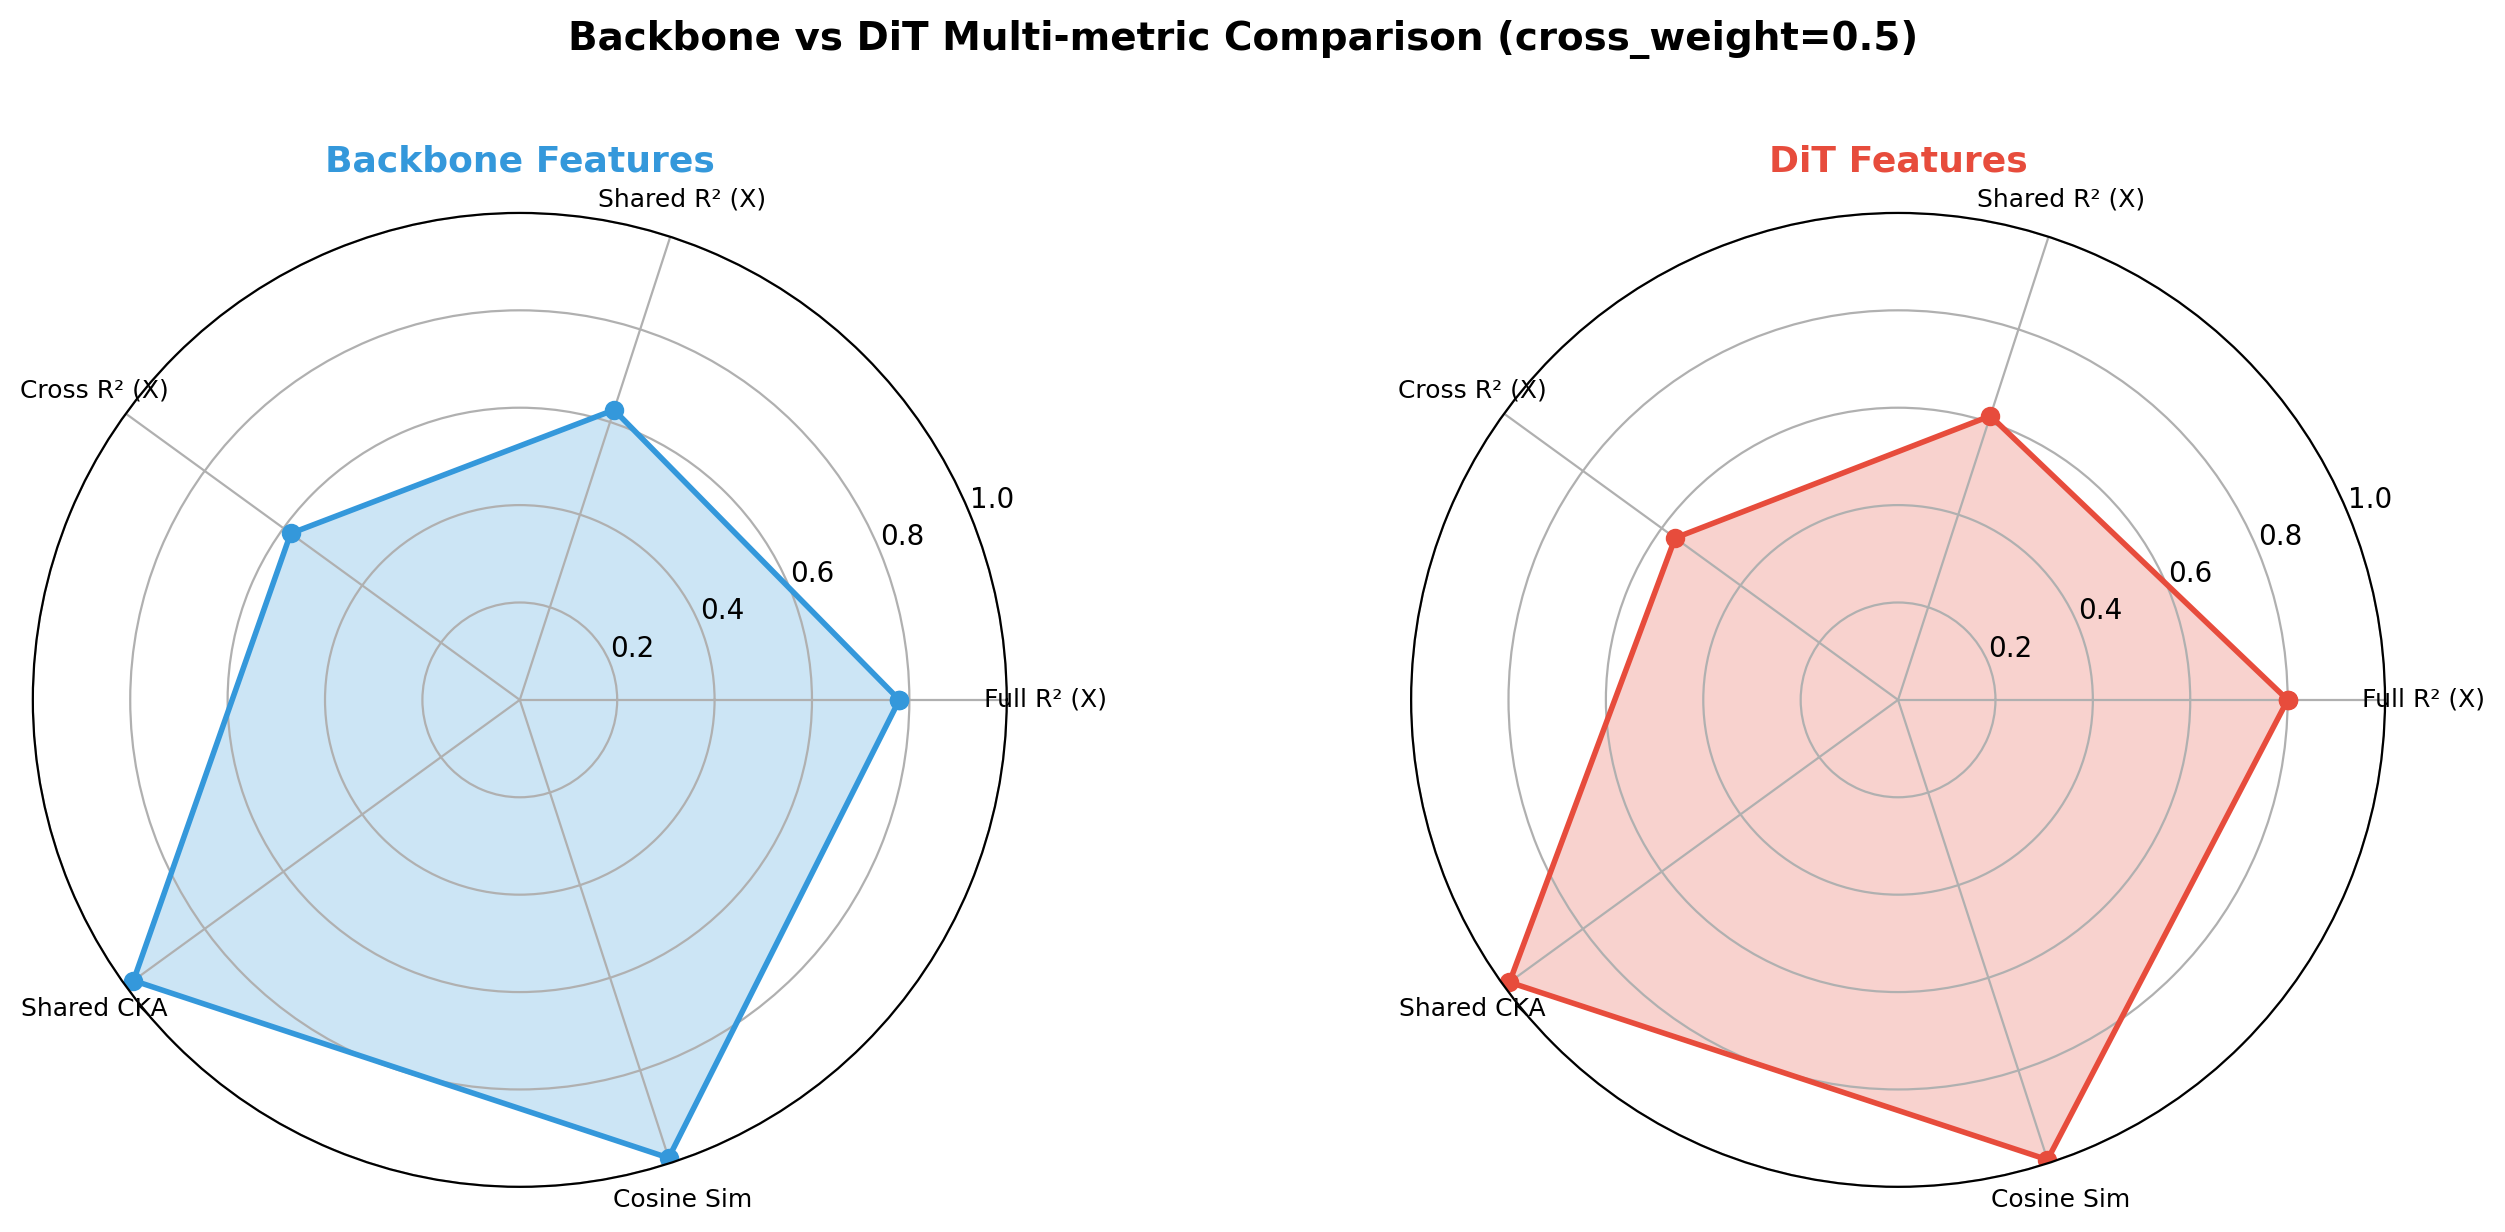 Backbone vs DiT Multi-metric Comparison (cross_weight=0.5)
Backbone Features
Shared R² (X)
Cross R² (X)
1.0
0.8
0.6
0.4
0.2
Full R² (X)
Shared CKA
Cosine Sim
DiT Features
Shared R² (X)
Cross R² (X)
1.0
0.8
0.6
0.4
0.2
Full R² (X)
Shared CKA
Cosine Sim